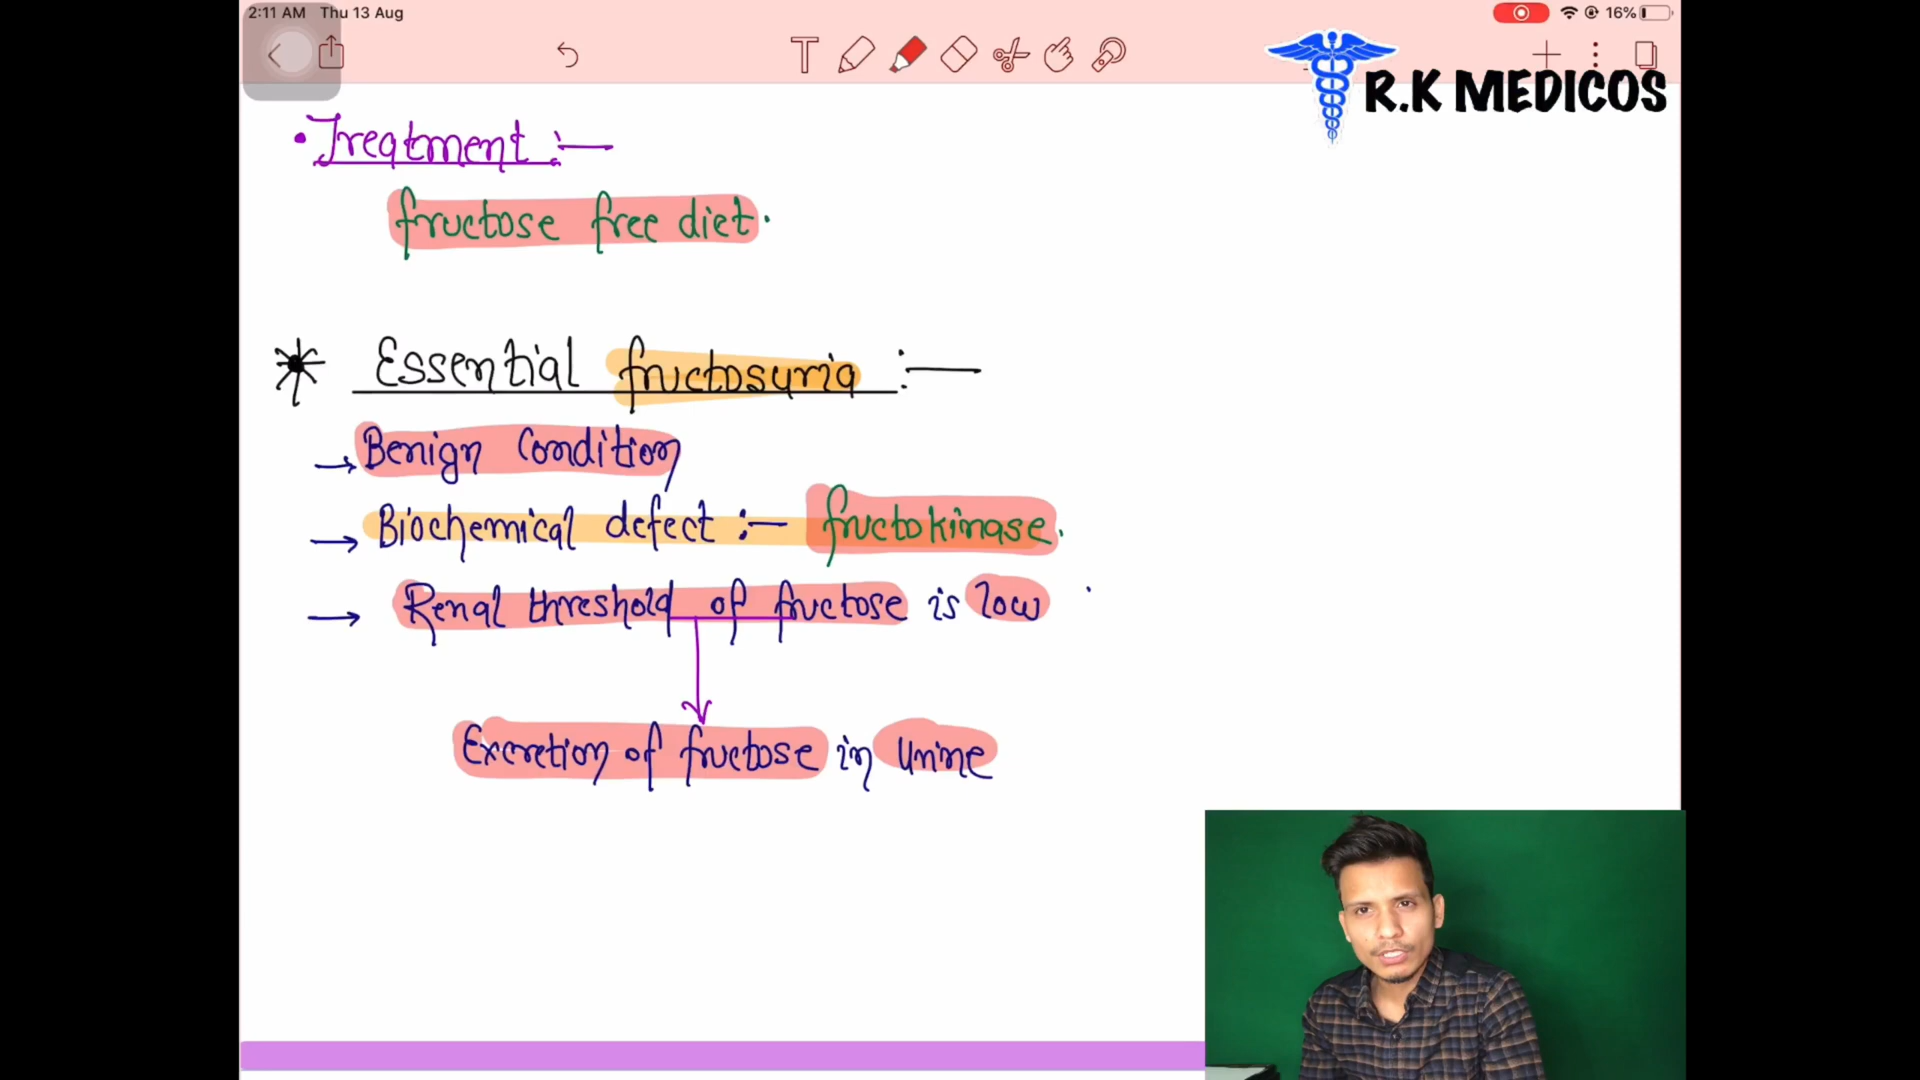 2:11 AM Thu 13 Aug
16%
T
R.K MEDICOS
• Treatment :—
fructose free diet.
Essential fructosuria :—
→ Benign Condition
→ Biochemical defect :— fructokinase.
→ Renal threshold of fructose is low
Excretion of fructose in Urine